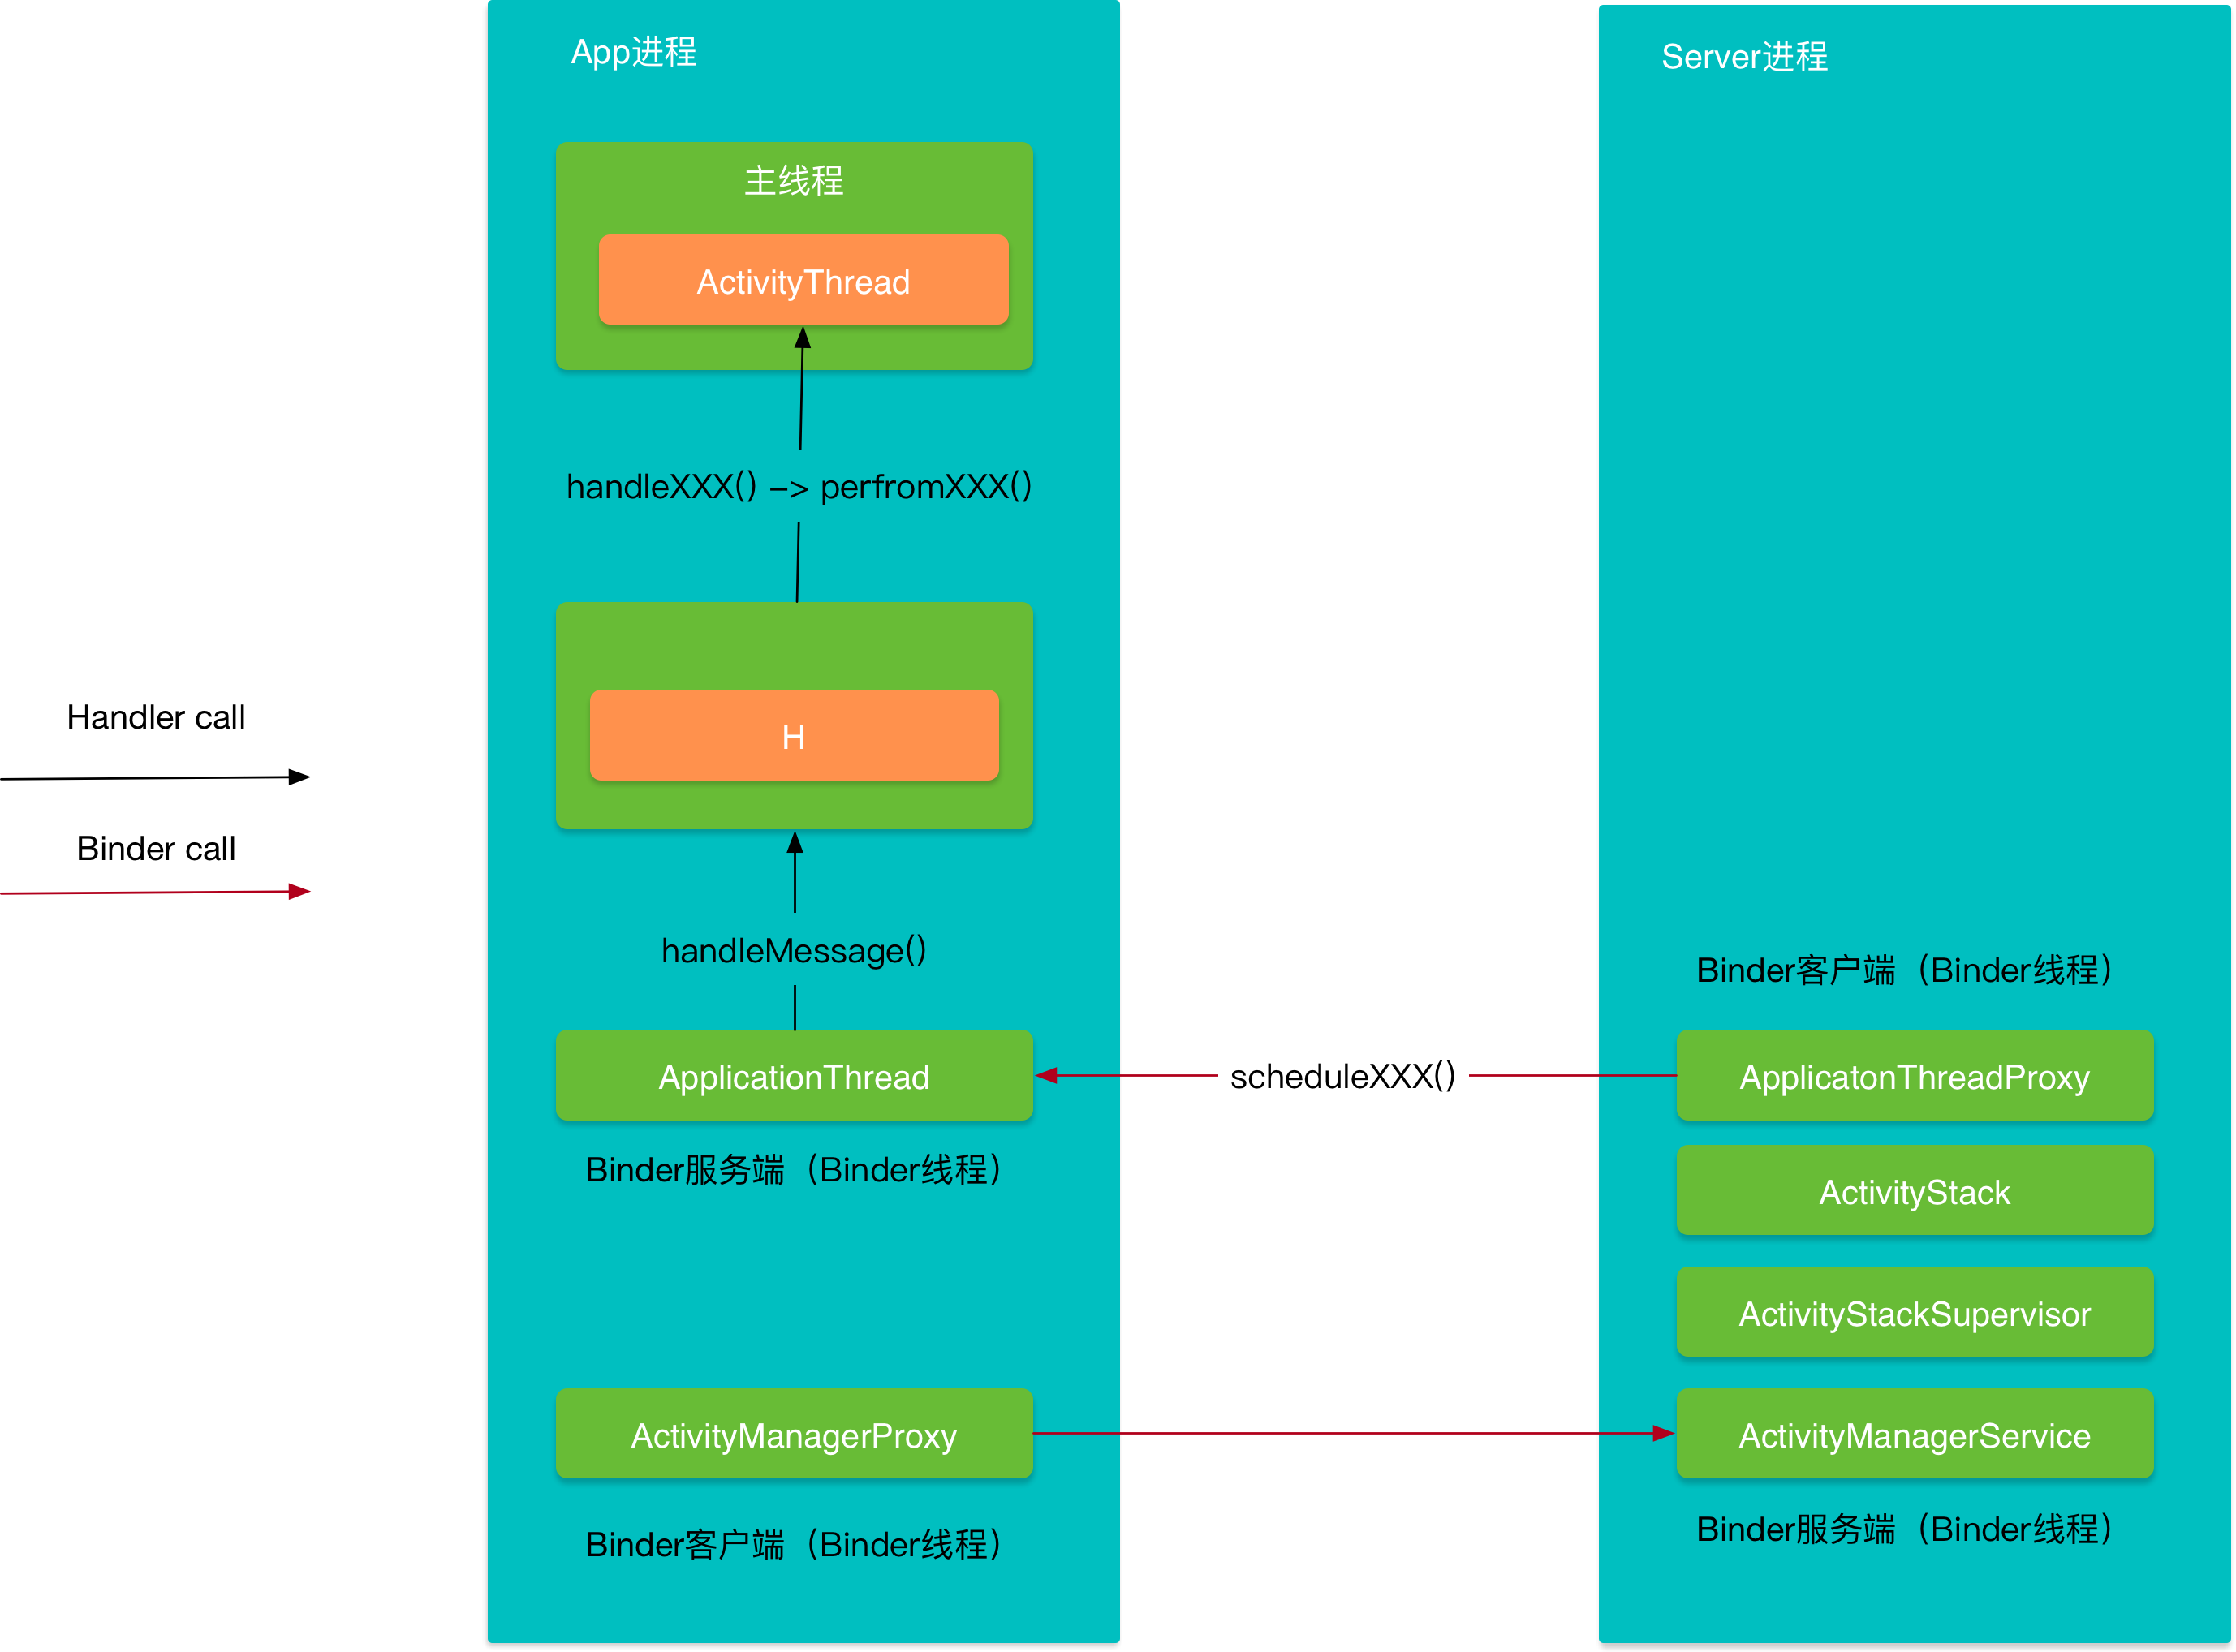 App进程
Server进程
主线程
ActivityThread
handleXXX() –> perfromXXX()
H
Handler call
Binder call
handleMessage()
Binder客户端（Binder线程）
ApplicationThread
scheduleXXX()
ApplicatonThreadProxy
Binder服务端（Binder线程）
ActivityStack
ActivityStackSupervisor
ActivityManagerProxy
ActivityManagerService
Binder客户端（Binder线程）
Binder服务端（Binder线程）